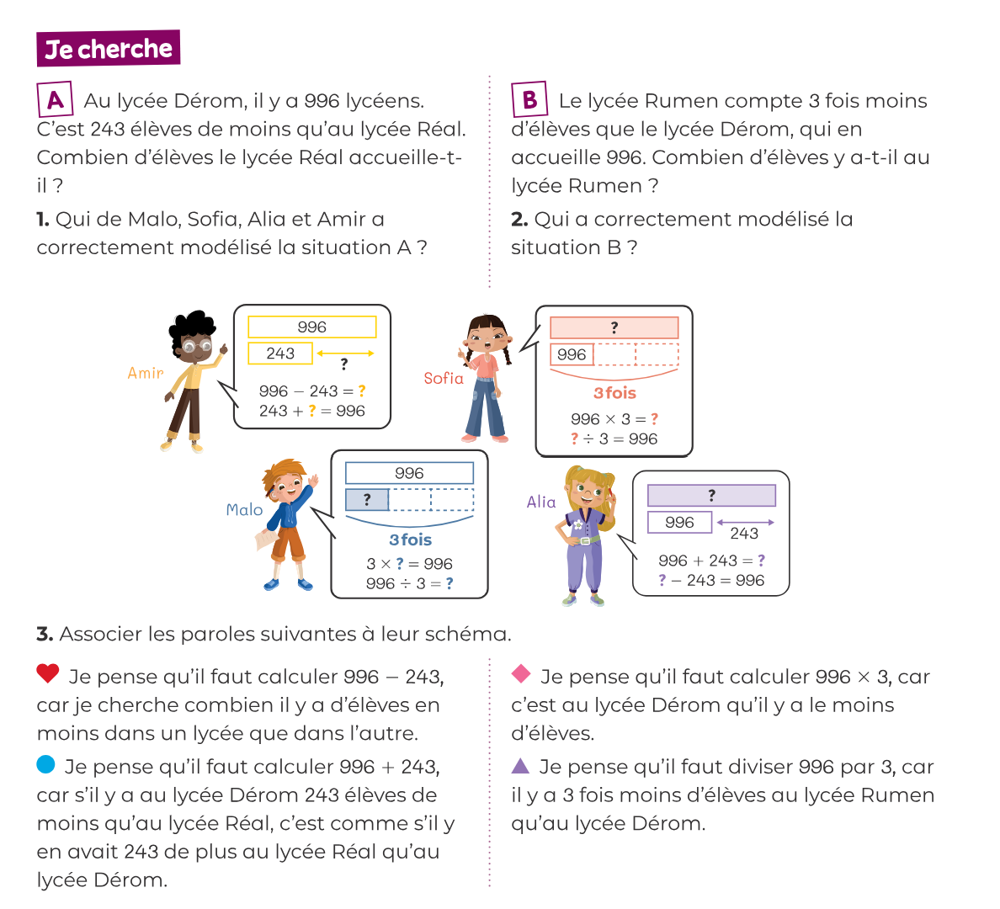 Je cherche
A Au lycée Dérom, il y a 996 lycéens.
C’est 243 élèves de moins qu’au lycée Réal.
Combien d’élèves le lycée Réal accueille-t-
il ?
1. Qui de Malo, Sofia, Alia et Amir a
correctement modélisé la situation A ?
B Le lycée Rumen compte 3 fois moins
d’élèves que le lycée Dérom, qui en
accueille 996. Combien d’élèves y a-t-il au
lycée Rumen ?
2. Qui a correctement modélisé la
situation B ?
Amir
996
243
?
996 − 243 = ?
243 + ? = 996
Sofia
?
996
3 fois
996 × 3 = ?
? ÷ 3 = 996
Malo
996
?
3 fois
3 × ? = 996
996 ÷ 3 = ?
Alia
?
996
243
996 + 243 = ?
? − 243 = 996
3. Associer les paroles suivantes à leur schéma.
Je pense qu’il faut calculer 996 − 243,
car je cherche combien il y a d’élèves en
moins dans un lycée que dans l’autre.
Je pense qu’il faut calculer 996 + 243,
car s’il y a au lycée Dérom 243 élèves de
moins qu’au lycée Réal, c’est comme s’il y
en avait 243 de plus au lycée Réal qu’au
lycée Dérom.
Je pense qu’il faut calculer 996 × 3, car
c’est au lycée Dérom qu’il y a le moins
d’élèves.
Je pense qu’il faut diviser 996 par 3, car
il y a 3 fois moins d’élèves au lycée Rumen
qu’au lycée Dérom.